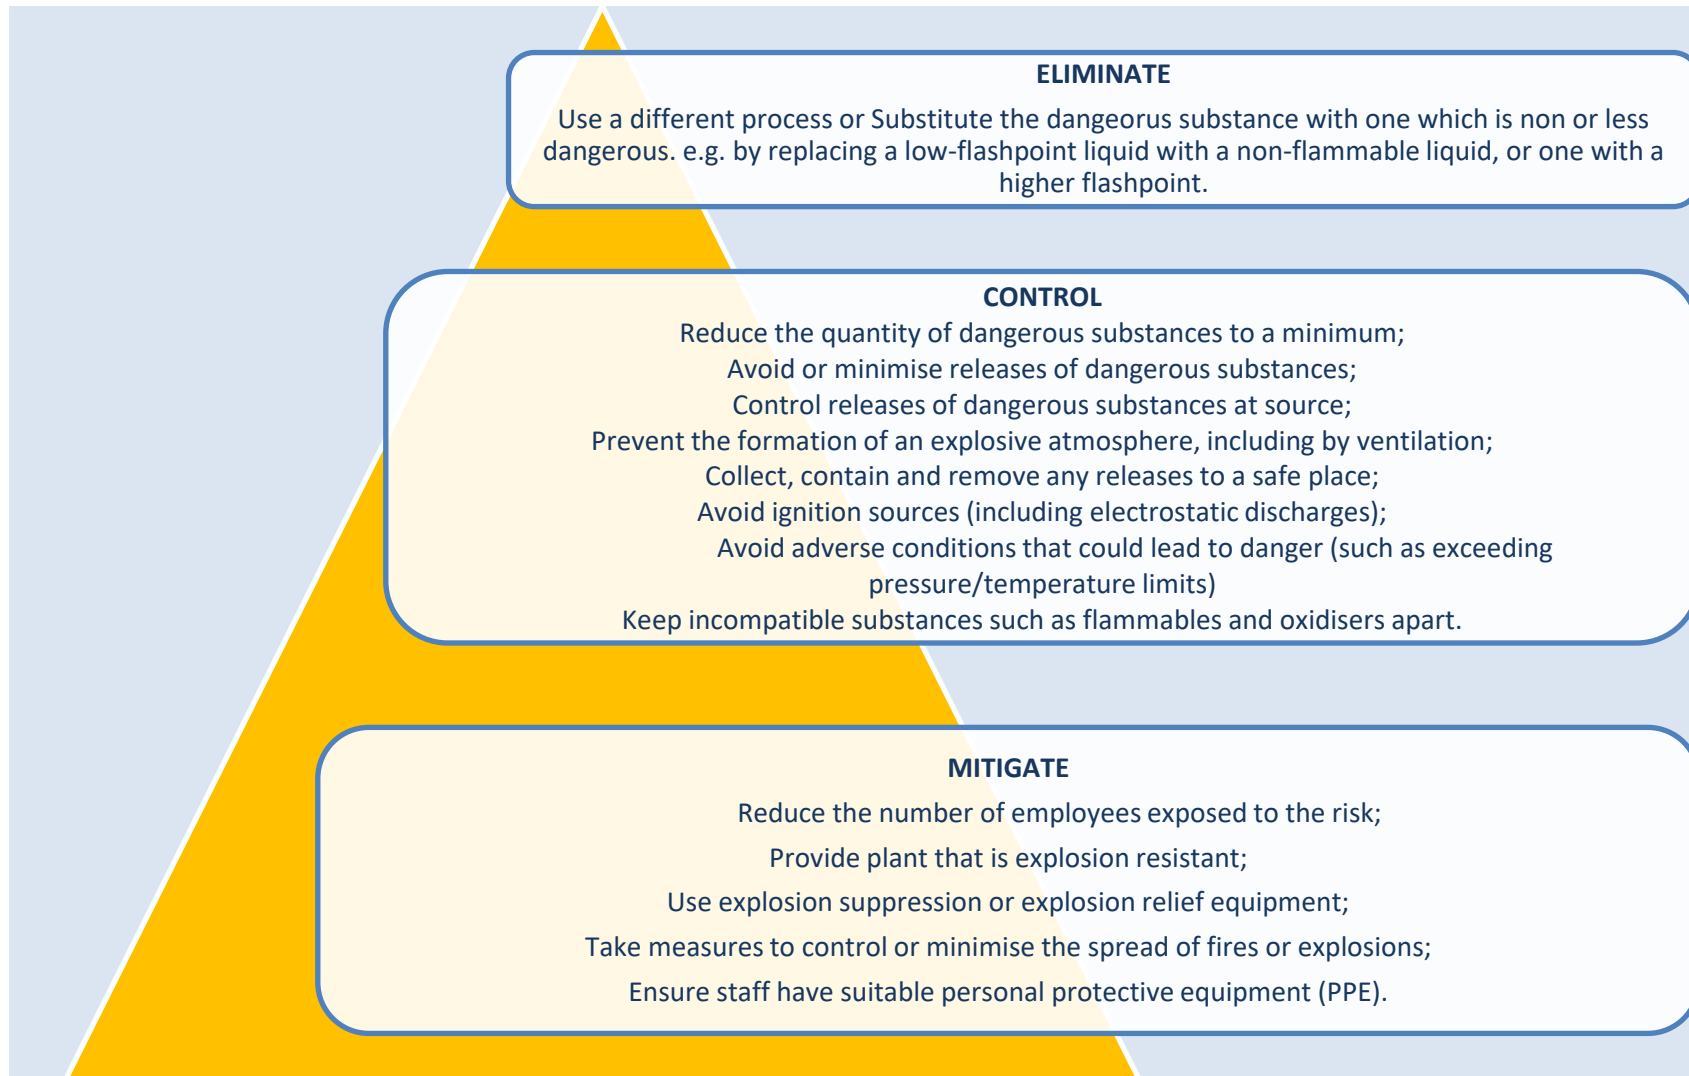 ELIMINATE
Use a different process or Substitute the dangeorus substance with one which is non or less
dangerous. e.g. by replacing a low-flashpoint liquid with a non-flammable liquid, or one with a
higher flashpoint.
CONTROL
Reduce the quantity of dangerous substances to a minimum;
Avoid or minimise releases of dangerous substances;
Control releases of dangerous substances at source;
Prevent the formation of an explosive atmosphere, including by ventilation;
Collect, contain and remove any releases to a safe place;
Avoid ignition sources (including electrostatic discharges);
Avoid adverse conditions that could lead to danger (such as exceeding
pressure/temperature limits)
Keep incompatible substances such as flammables and oxidisers apart.
MITIGATE
Reduce the number of employees exposed to the risk;
Provide plant that is explosion resistant;
Use explosion suppression or explosion relief equipment;
Take measures to control or minimise the spread of fires or explosions;
Ensure staff have suitable personal protective equipment (PPE).